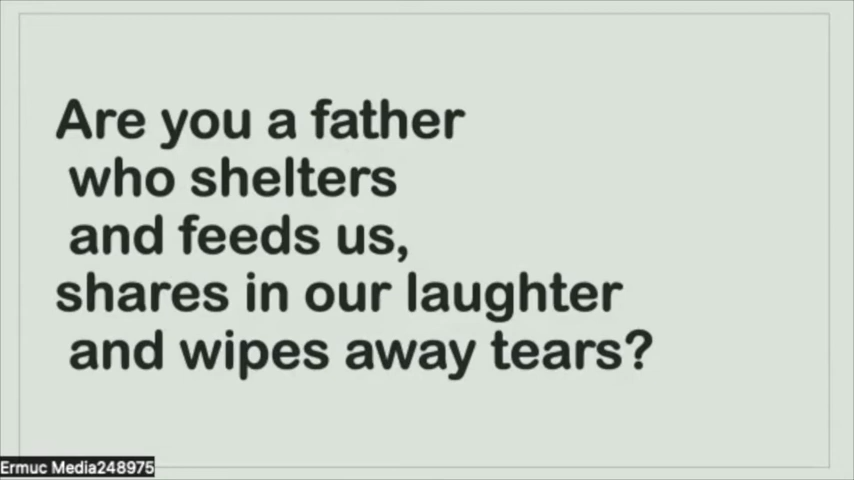 Are you a father
who shelters
and feeds us,
shares in our laughter
and wipes away tears?
Ermuc Media248975